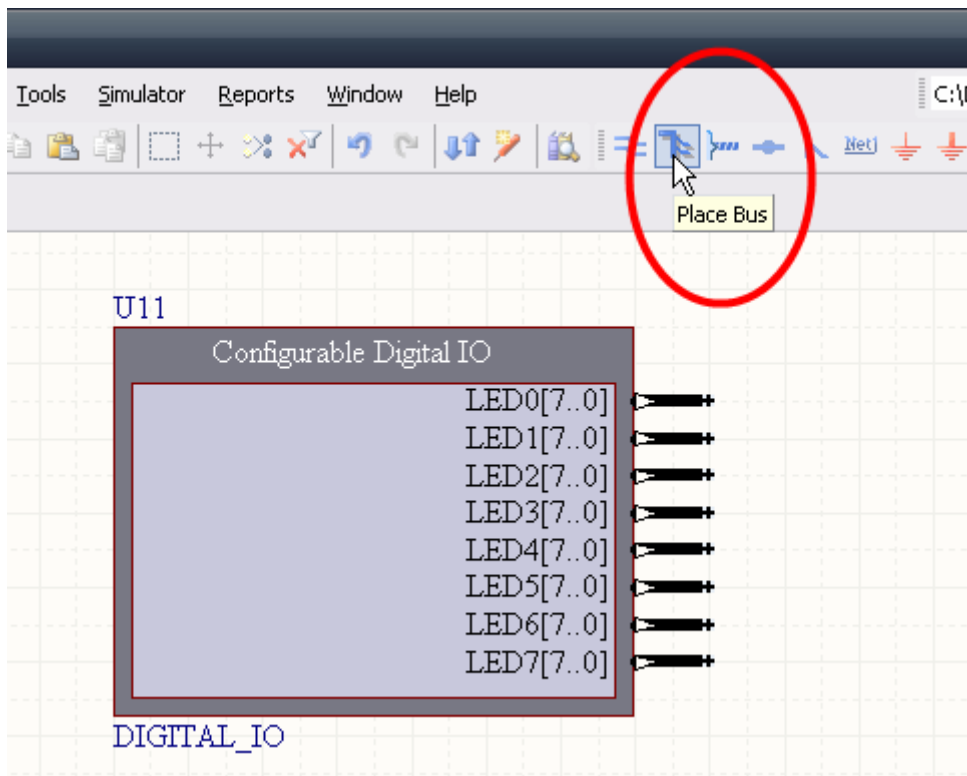 Tools Simulator Reports Window Help C:\
Net)
Place Bus
U11
Configurable Digital IO
LED0[7..0]
LED1[7..0]
LED2[7..0]
LED3[7..0]
LED4[7..0]
LED5[7..0]
LED6[7..0]
LED7[7..0]
DIGITAL_IO